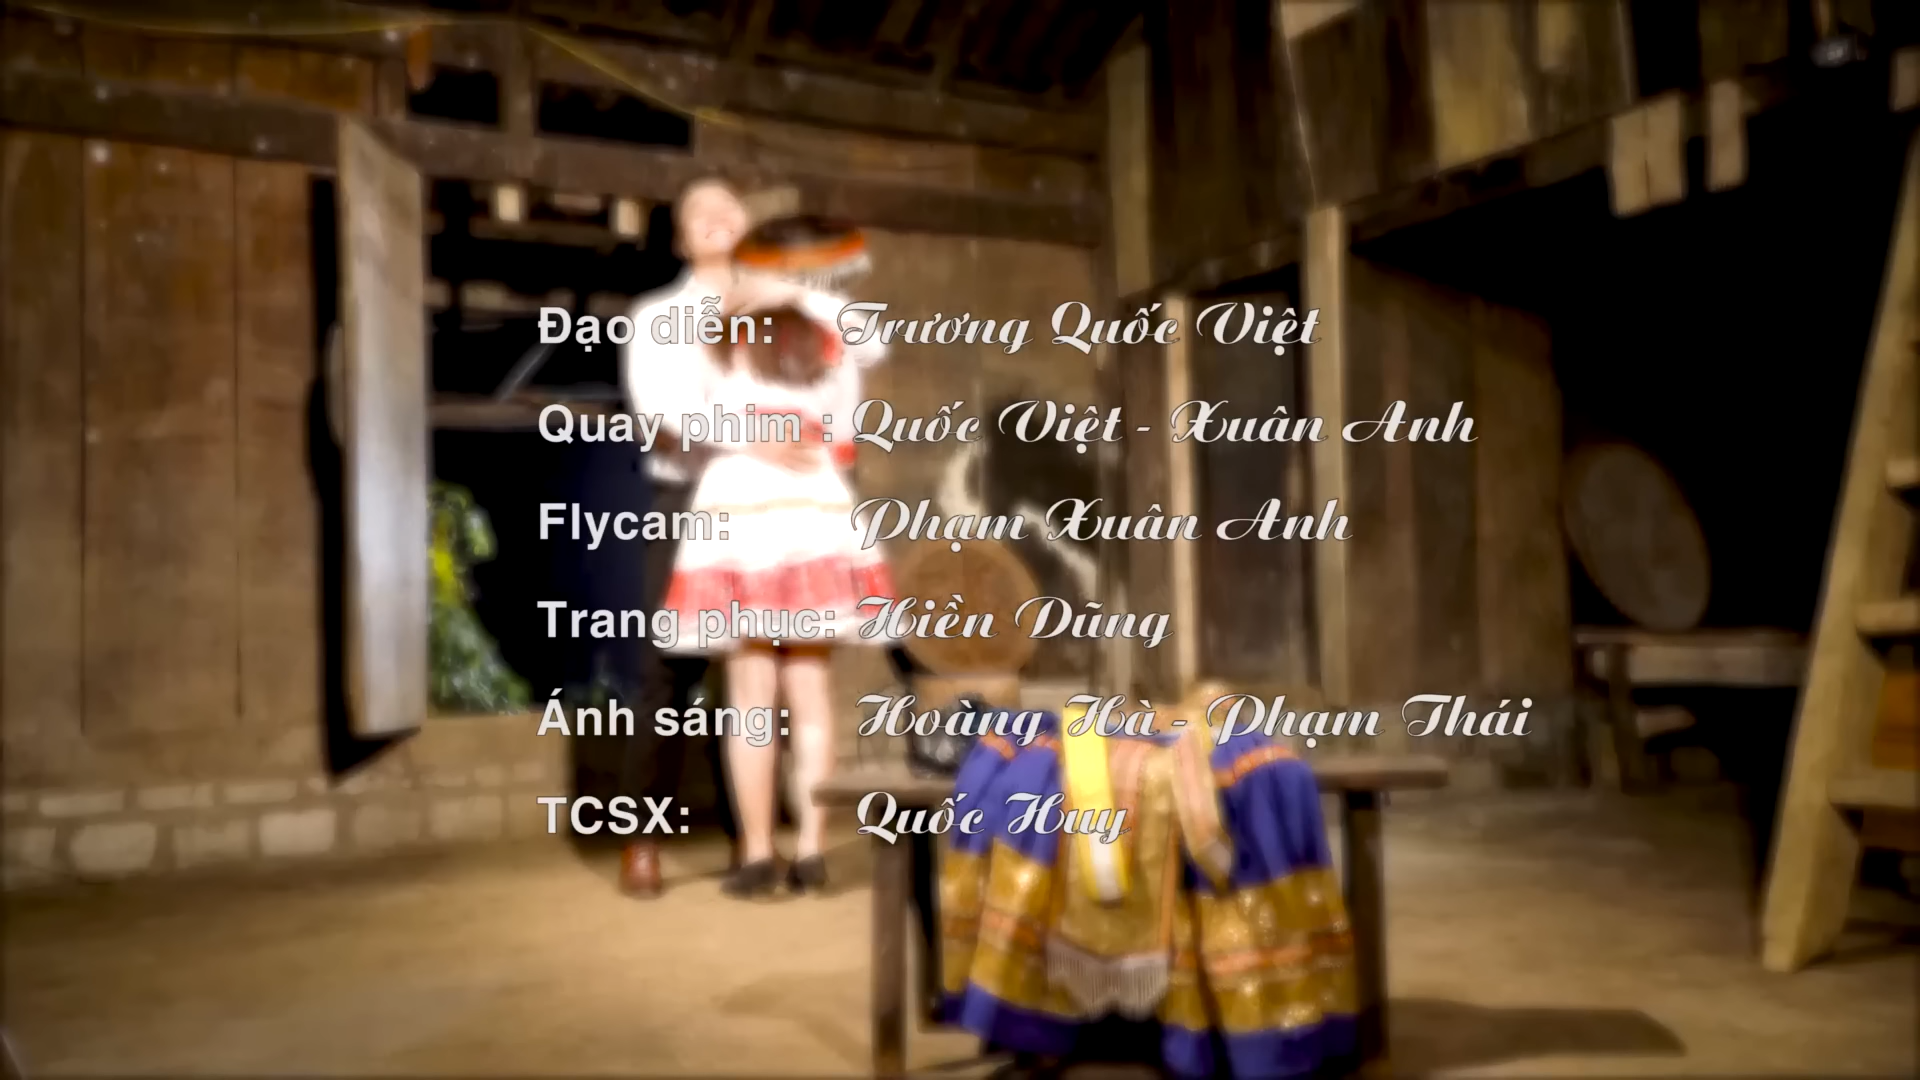 Đạo diễn: Trương Quốc Việt
Quay phim : Quốc Việt - Xuân Anh
Flycam: Phạm Xuân Anh
Trang phục: Hiền Dũng
Ánh sáng: Hoàng Hà - Phạm Thái
TCSX: Quốc Huy